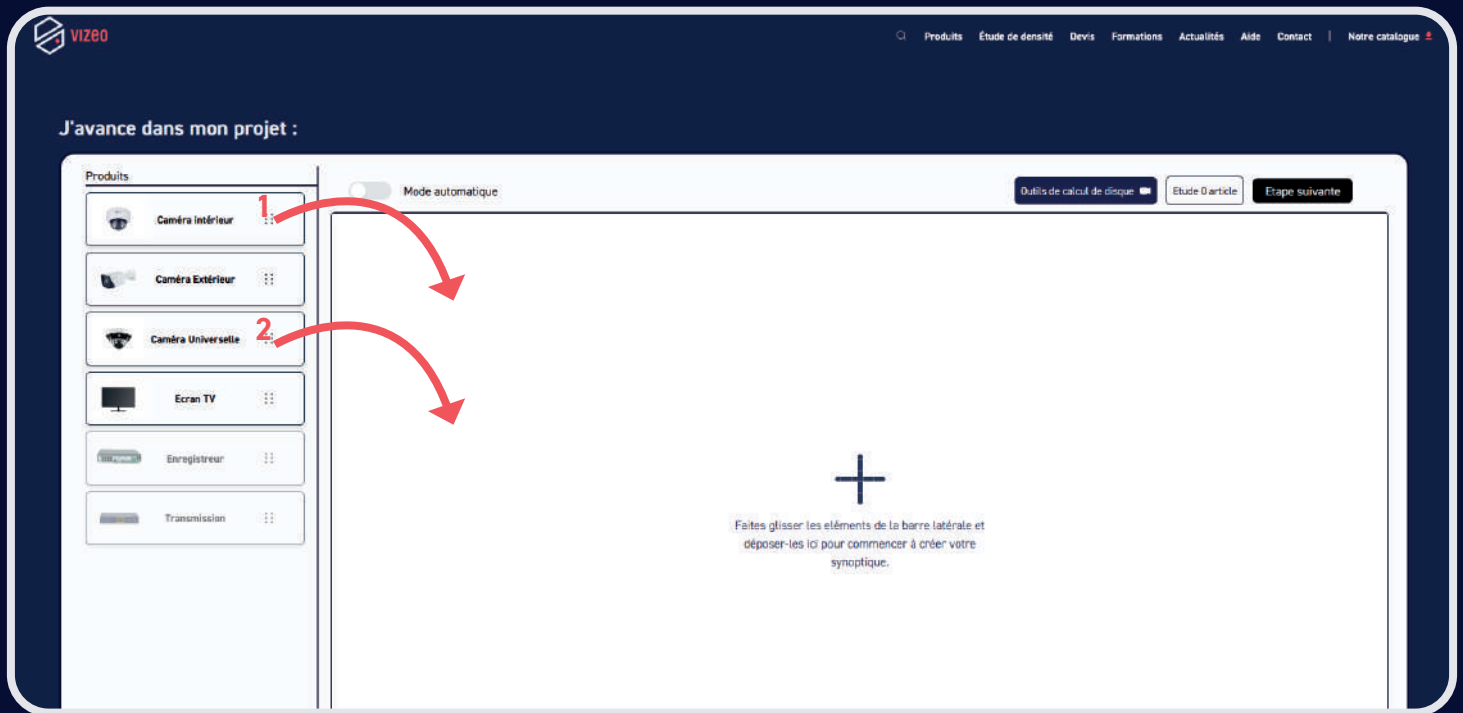 VIZEO
Produits Étude de densité Devis Formations Actualités Aide Contact | Notre catalogue
J'avance dans mon projet :
Produits
Mode automatique
Outils de calcul de disque
Etude 0 article
Etape suivante
1
Caméra intérieur
Caméra Extérieur
2
Caméra Universelle
Ecran TV
Enregistreur
Transmission
Faites glisser les éléments de la barre latérale et
déposer-les ici pour commencer à créer votre
synoptique.